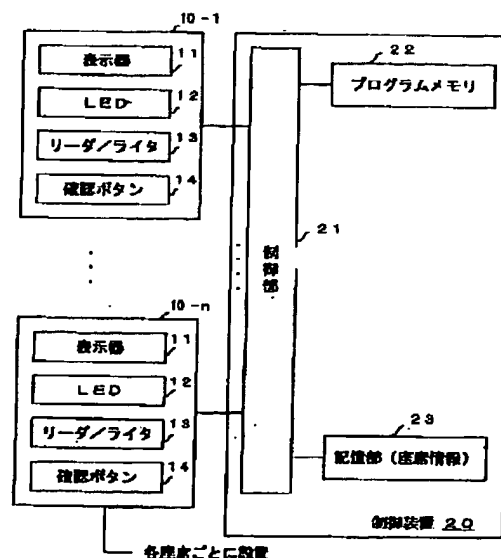 10-1
表示器
11
LED
12
リーダ/ライタ
13
確認ボタン
14
10-n
表示器
11
LED
12
リーダ/ライタ
13
確認ボタン
14
各座席ごとに設置
制御部
21
22
プログラムメモリ
23
記憶部（座席情報）
制御装置 20